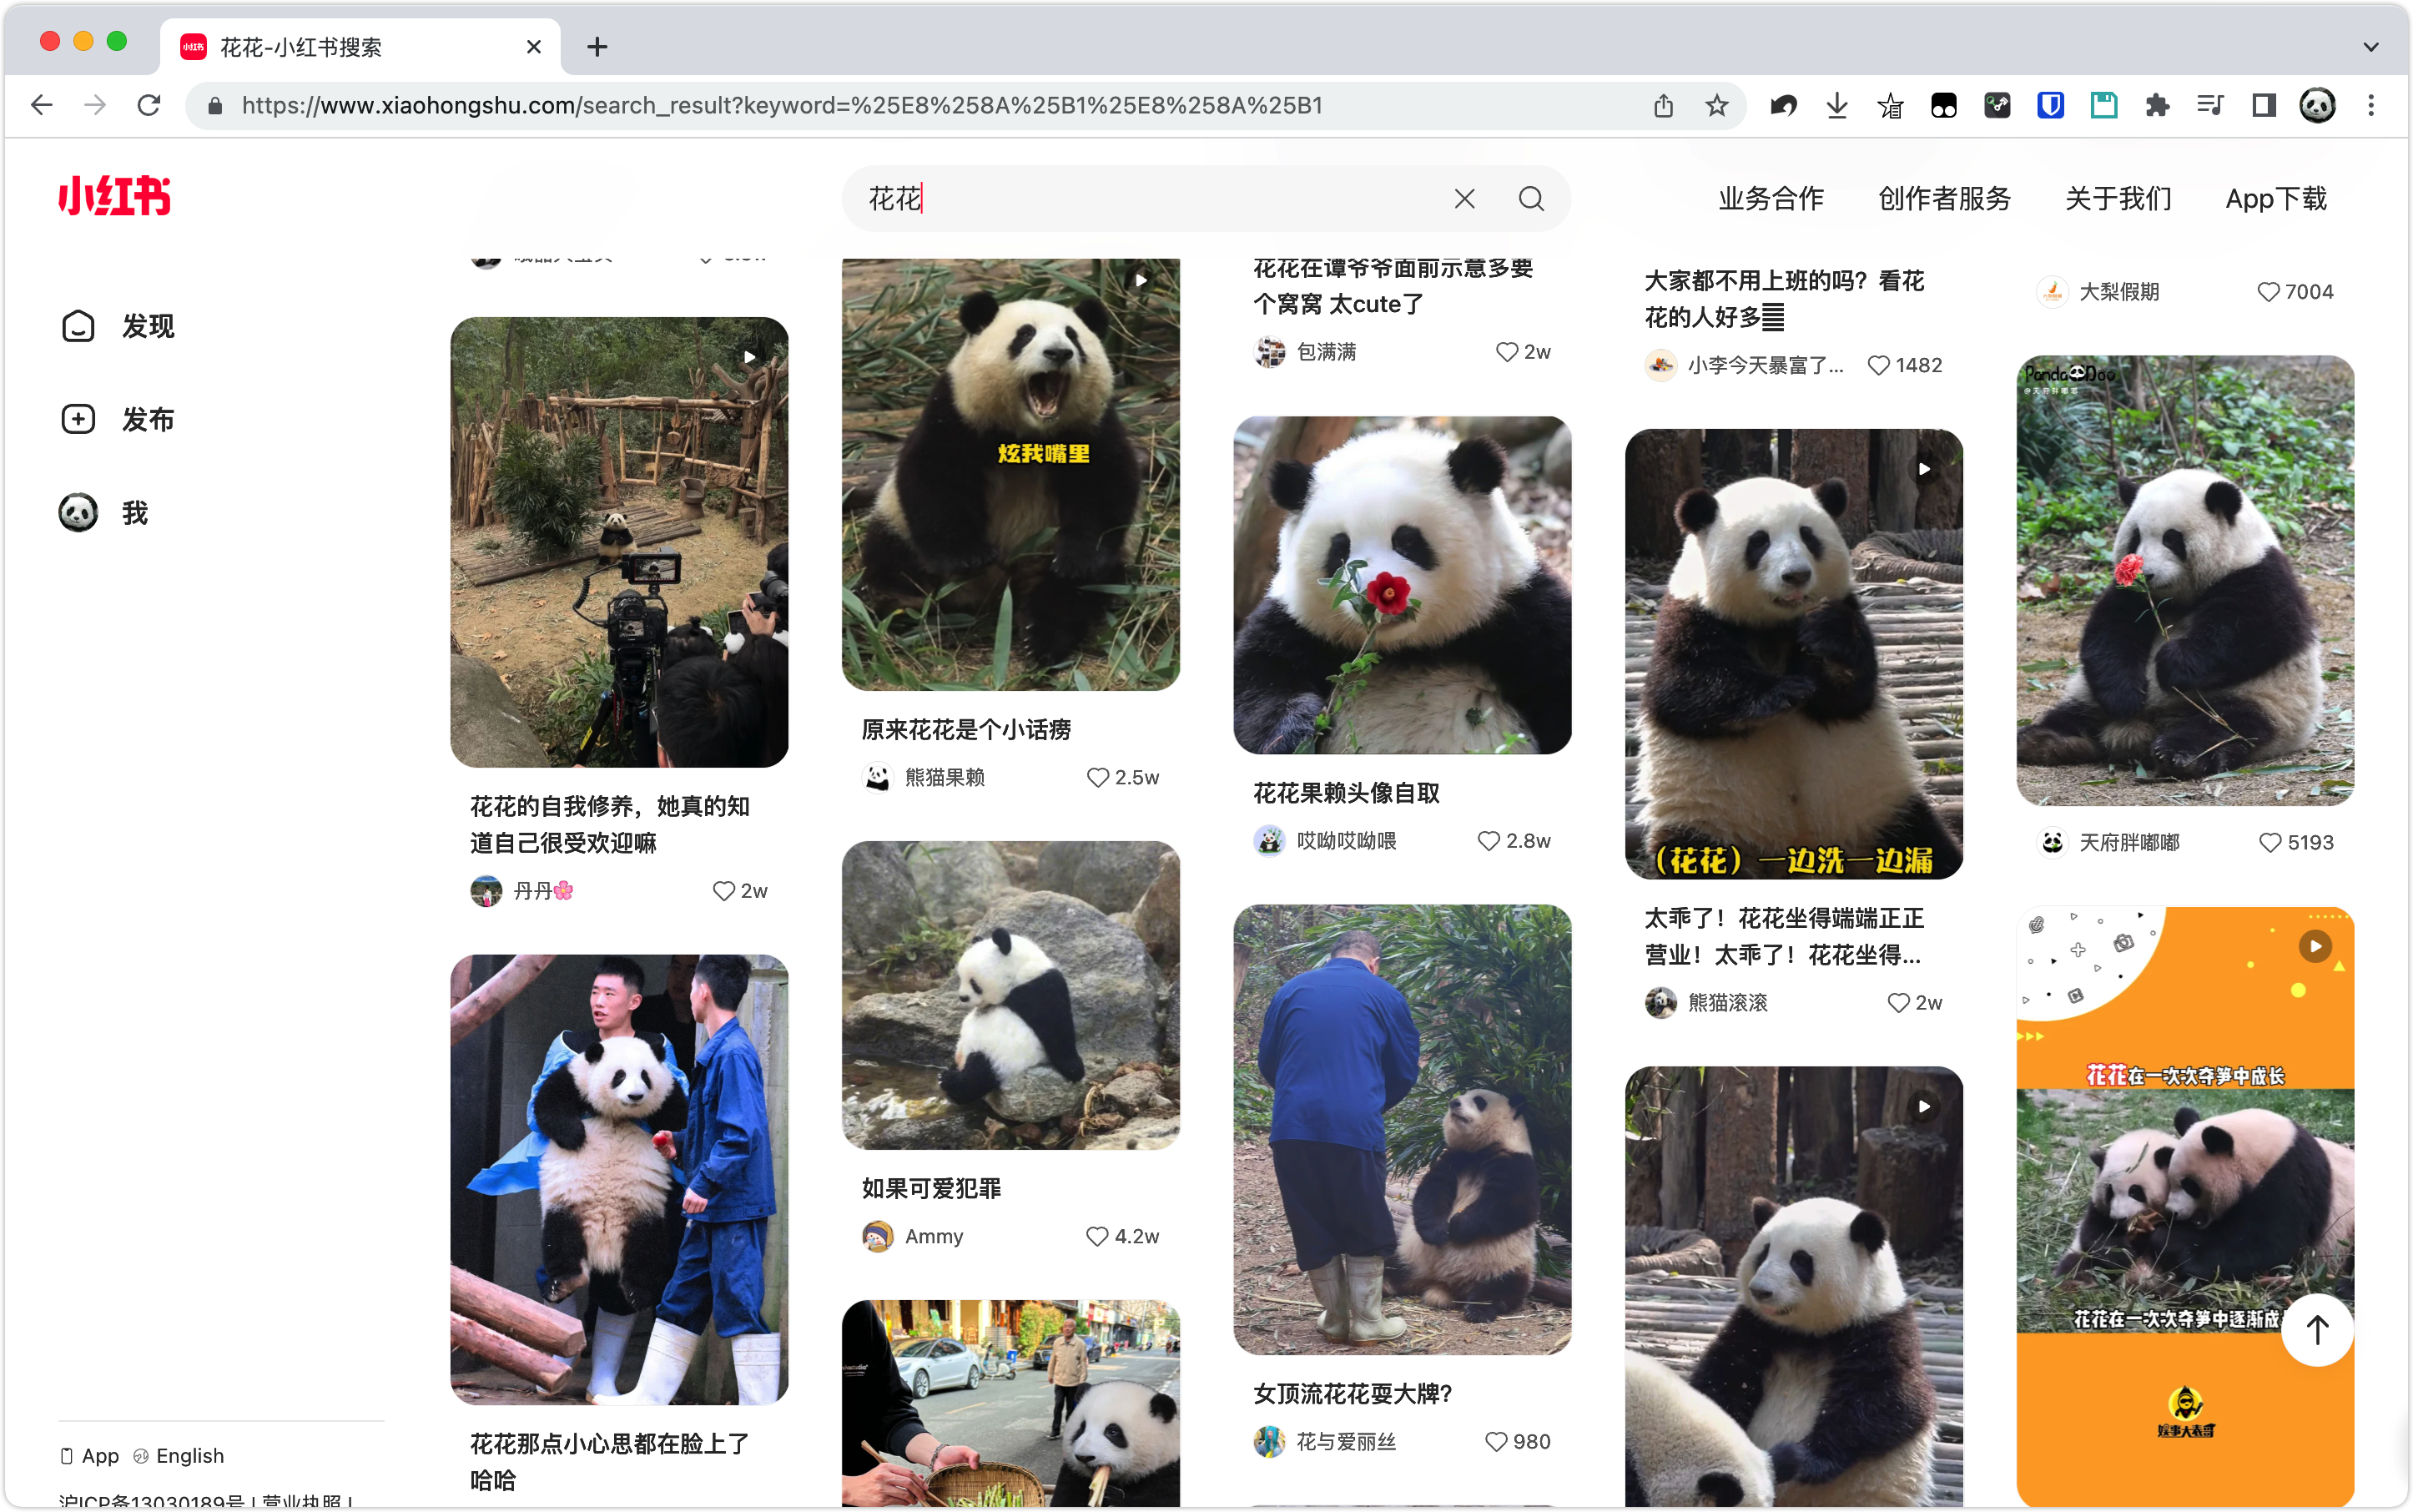 花花-小红书搜索
https://www.xiaohongshu.com/search_result?keyword=%25E8%258A%25B1%25E8%258A%25B1
小红书
花花
业务合作
创作者服务
关于我们
App下载
发现
发布
我
App
English
沪ICP备13030189号 | 营业执照 |
花花的自我修养，她真的知
道自己很受欢迎嘛
丹丹🌸
2w
花花那点小心思都在脸上了
哈哈
炫我嘴里
原来花花是个小话痨
熊猫果赖
2.5w
如果可爱犯罪
Ammy
4.2w
花花在谭爷爷面前示意多要
个窝窝 太cute了
包满满
2w
花花果赖头像自取
哎呦哎呦喂
2.8w
女顶流花花耍大牌?
花与爱丽丝
980
大家都不用上班的吗？看花
花的人好多
小李今天暴富了...
1482
（花花）一边洗一边漏
太乖了！花花坐得端端正正
营业！太乖了！花花坐得...
熊猫滚滚
2w
大梨假期
7004
PandaDoo
@天府胖嘟嘟
天府胖嘟嘟
5193
花花在一次次夺笋中成长
花花在一次次夺笋中逐渐成
娱事大表哥